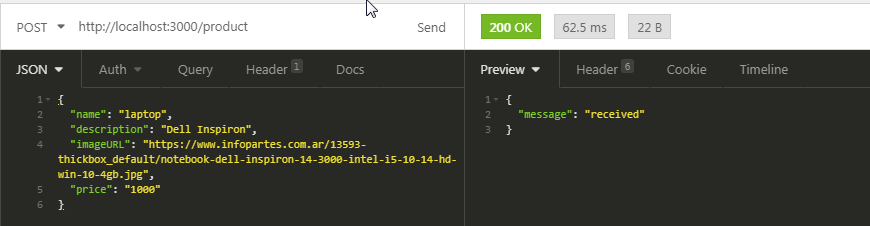 POST http://localhost:3000/product Send 200 OK 62.5 ms 22 B
JSON Auth Query Header 1 Docs Preview Header 6 Cookie Timeline
1 {
2 "name": "laptop",
3 "description": "Dell Inspiron",
4 "imageURL": "https://www.infopartes.com.ar/13593-
thickbox_default/notebook-dell-inspiron-14-3000-intel-i5-10-14-hd-
win-10-4gb.jpg",
5 "price": "1000"
6 }
1 {
2 "message": "received"
3 }